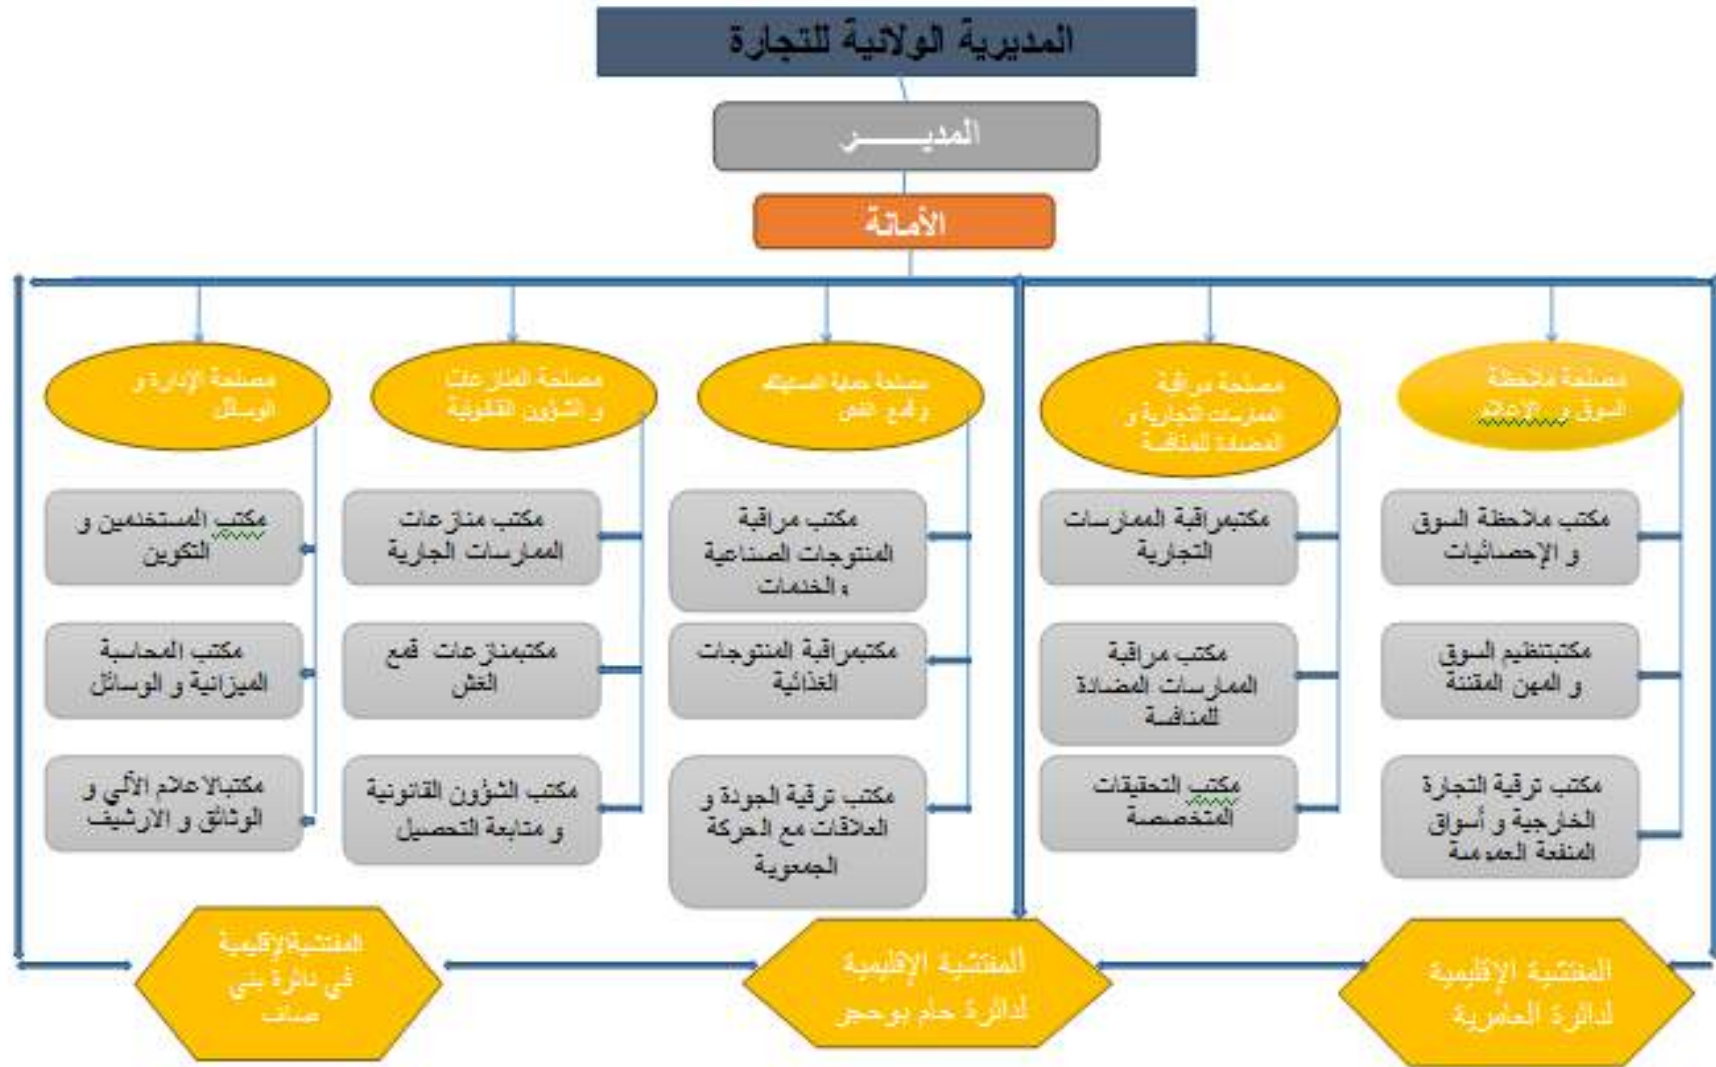 المديرية الولائية للتجارة
المديـــــــر
الأمانة
مصلحة ملاحظة
السوق و الإعلام
مصلحة مراقبة
الممارسات التجارية و
المضادة للمنافسة
مصلحة حماية المستهلك
و قمع الغش
مصلحة المنازعات
و الشؤون القانونية
مصلحة الإدارة و
الوسائل
مكتب ملاحظة السوق
و الإحصائيات
مكتبمراقبة الممارسات
التجارية
مكتب مراقبة
المنتوجات الصناعية
و الخدمات
مكتب منازعات
الممارسات الجارية
مكتب المستخدمين و
التكوين
مكتبتنظيم السوق
و المهن المقننة
مكتب مراقبة
الممارسات المضادة
للمنافسة
مكتبمراقبة المنتوجات
الغذائية
مكتبمنازعات قمع
الغش
مكتب المحاسبة
الميزانية و الوسائل
مكتب ترقية التجارة
الخارجية و أسواق
المنفعة العمومية
مكتب التحقيقات
المتخصصة
مكتب ترقية الجودة و
العلاقات مع الحركة
الجمعوية
مكتب الشؤون القانونية
و متابعة التحصيل
مكتبالاعلام الألي و
الوثائق و الارشيف
المفتشية الإقليمية
لدائرة العامرية
المفتشية الإقليمية
لدائرة حام بوحجر
المفتشيةالإقليمية
في دائرة بني
صاف